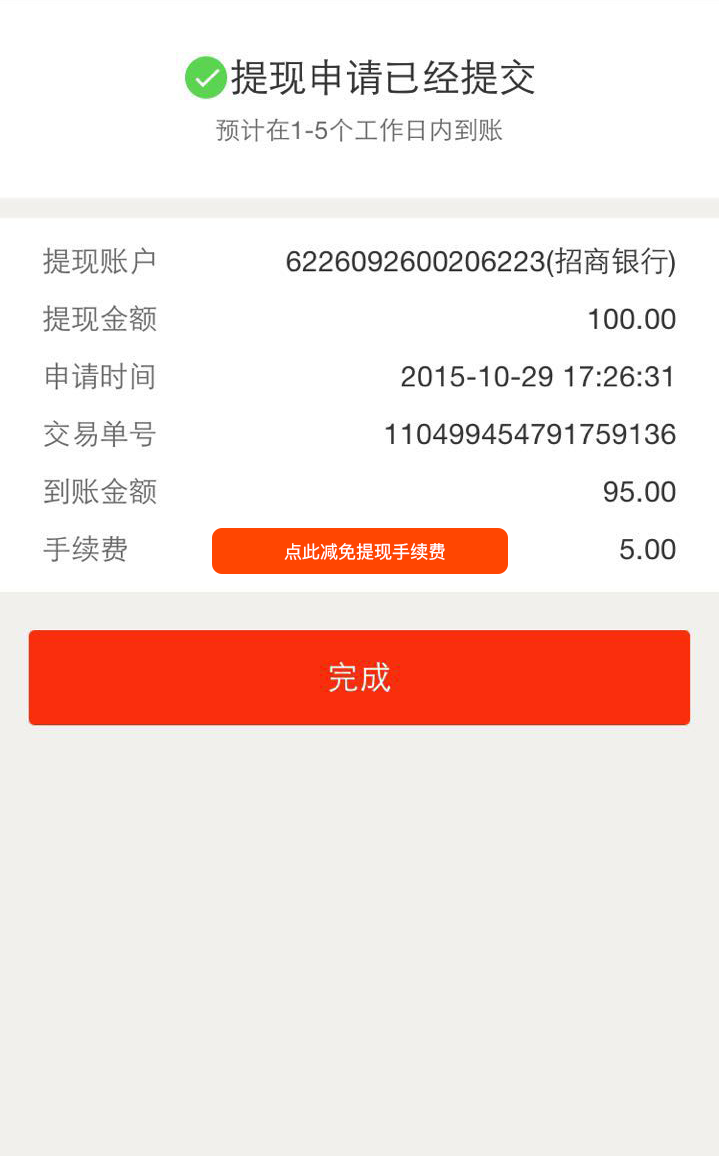 提现申请已经提交
预计在1-5个工作日内到账
提现账户 6226092600206223(招商银行)
提现金额 100.00
申请时间 2015-10-29 17:26:31
交易单号 110499454791759136
到账金额 95.00
手续费 点此减免提现手续费 5.00
完成